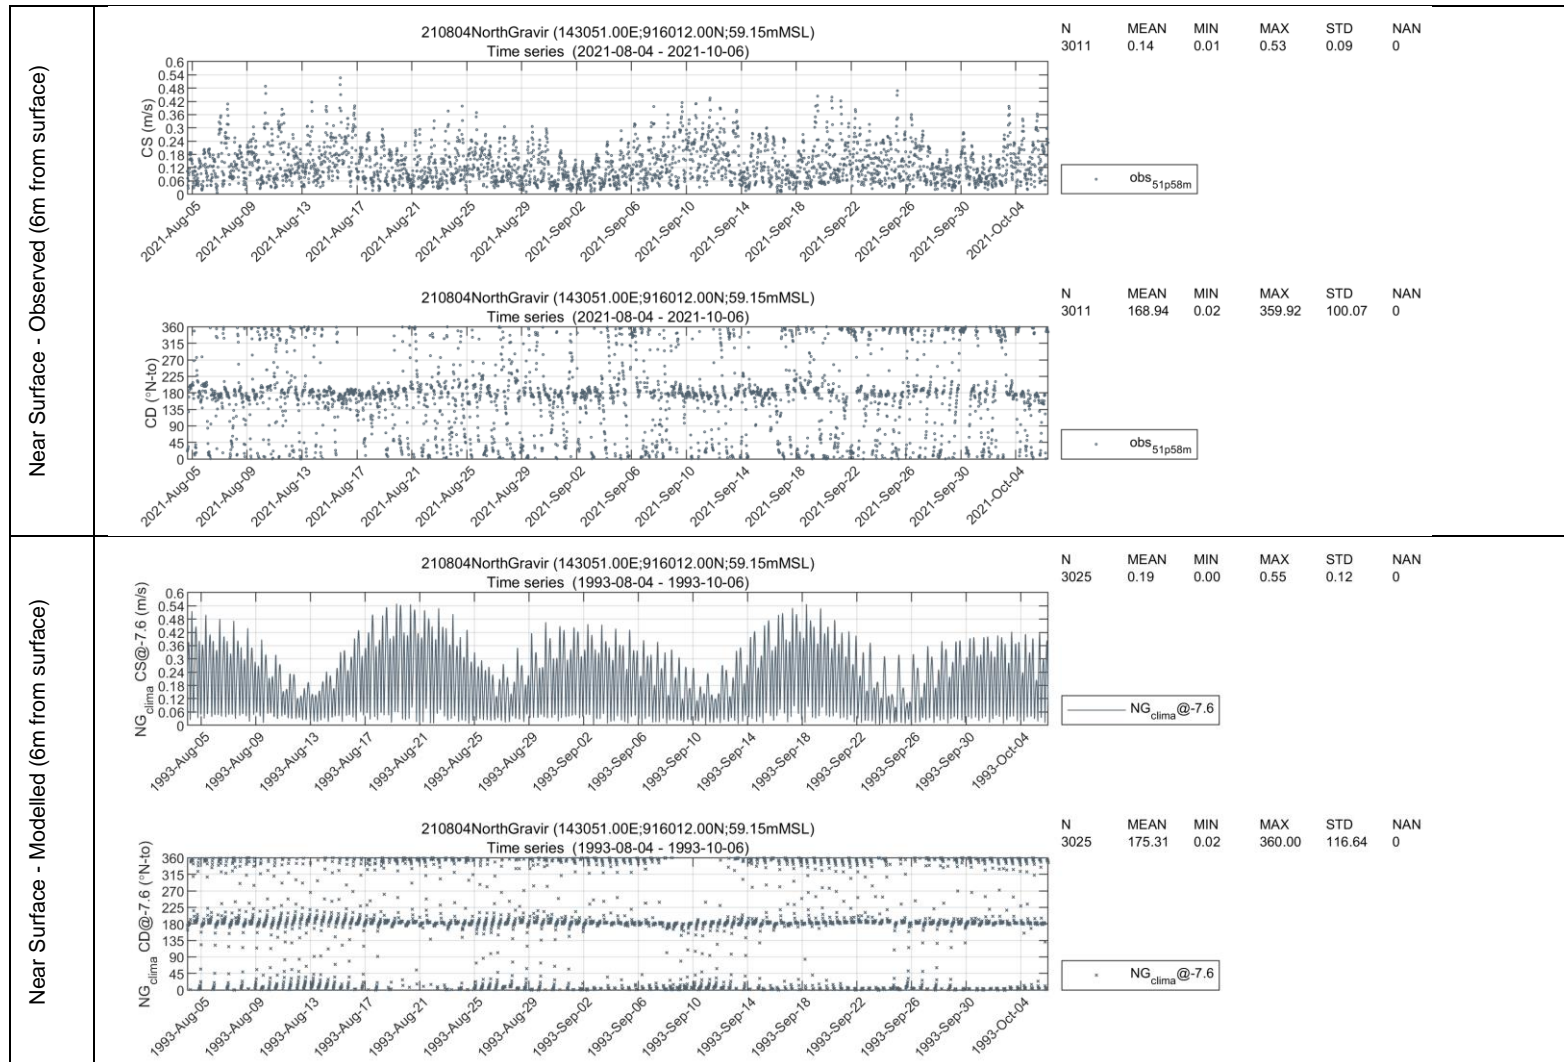 Near Surface - Observed (6m from surface)
210804NorthGravir (143051.00E;916012.00N;59.15mMSL)
Time series (2021-08-04 - 2021-10-06)
N MEAN MIN MAX STD NAN
3011 0.14 0.01 0.53 0.09 0
CS (m/s)
0.6
0.54
0.48
0.42
0.36
0.3
0.24
0.18
0.12
0.06
0
obs51p58m
2021-Aug-05 2021-Aug-09 2021-Aug-13 2021-Aug-17 2021-Aug-21 2021-Aug-25 2021-Aug-29 2021-Sep-02 2021-Sep-06 2021-Sep-10 2021-Sep-14 2021-Sep-18 2021-Sep-22 2021-Sep-26 2021-Sep-30 2021-Oct-04
210804NorthGravir (143051.00E;916012.00N;59.15mMSL)
Time series (2021-08-04 - 2021-10-06)
N MEAN MIN MAX STD NAN
3011 168.94 0.02 359.92 100.07 0
CD (°N-to)
360
315
270
225
180
135
90
45
0
obs51p58m
2021-Aug-05 2021-Aug-09 2021-Aug-13 2021-Aug-17 2021-Aug-21 2021-Aug-25 2021-Aug-29 2021-Sep-02 2021-Sep-06 2021-Sep-10 2021-Sep-14 2021-Sep-18 2021-Sep-22 2021-Sep-26 2021-Sep-30 2021-Oct-04
Near Surface - Modelled (6m from surface)
210804NorthGravir (143051.00E;916012.00N;59.15mMSL)
Time series (1993-08-04 - 1993-10-06)
N MEAN MIN MAX STD NAN
3025 0.19 0.00 0.55 0.12 0
NGclima CS@-7.6 (m/s)
0.6
0.54
0.48
0.42
0.36
0.3
0.24
0.18
0.12
0.06
0
NGclima@-7.6
1993-Aug-05 1993-Aug-09 1993-Aug-13 1993-Aug-17 1993-Aug-21 1993-Aug-25 1993-Aug-29 1993-Sep-02 1993-Sep-06 1993-Sep-10 1993-Sep-14 1993-Sep-18 1993-Sep-22 1993-Sep-26 1993-Sep-30 1993-Oct-04
210804NorthGravir (143051.00E;916012.00N;59.15mMSL)
Time series (1993-08-04 - 1993-10-06)
N MEAN MIN MAX STD NAN
3025 175.31 0.02 360.00 116.64 0
NGclima CD@-7.6 (°N-to)
360
315
270
225
180
135
90
45
0
NGclima@-7.6
1993-Aug-05 1993-Aug-09 1993-Aug-13 1993-Aug-17 1993-Aug-21 1993-Aug-25 1993-Aug-29 1993-Sep-02 1993-Sep-06 1993-Sep-10 1993-Sep-14 1993-Sep-18 1993-Sep-22 1993-Sep-26 1993-Sep-30 1993-Oct-04